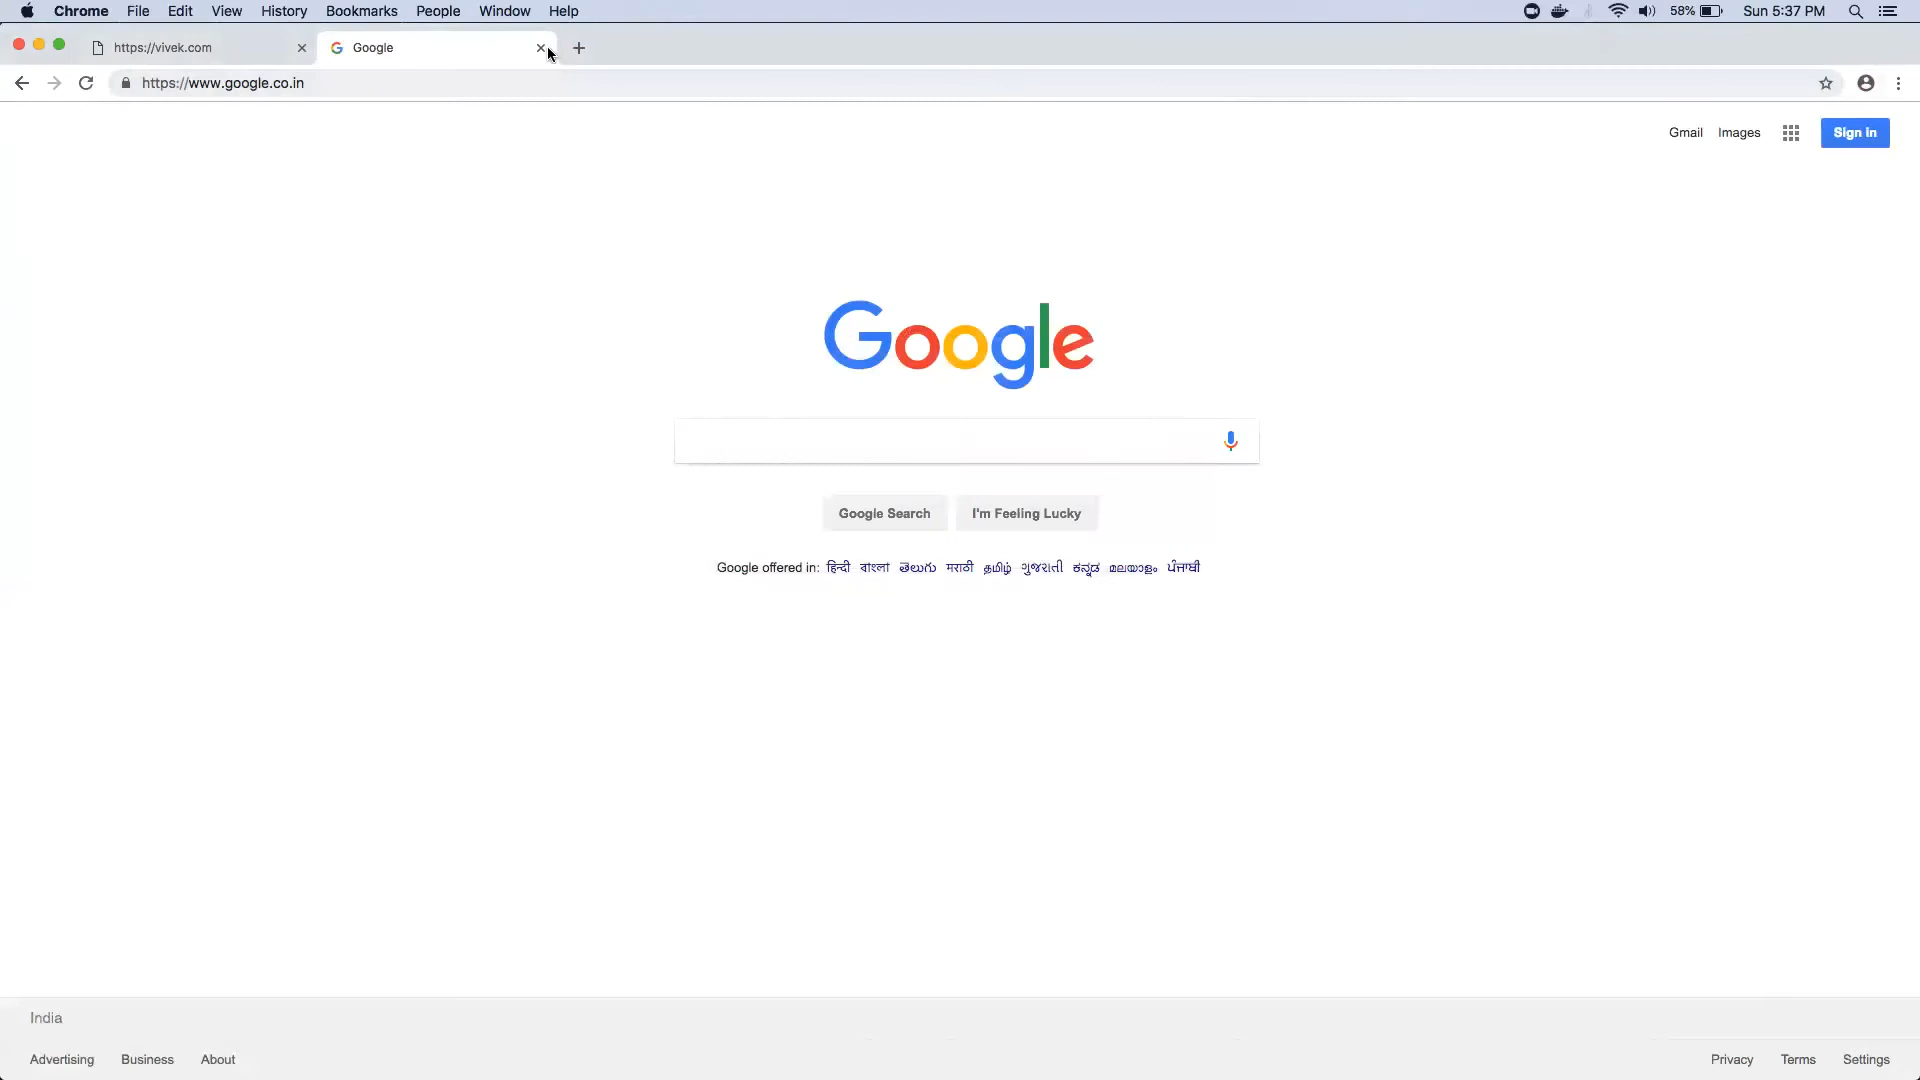 Chrome File Edit View History Bookmarks People Window Help 58% Sun 5:37 PM
https://vivek.com Google
https://www.google.co.in
Gmail Images Sign in
Google
Google Search I'm Feeling Lucky
Google offered in: हिन्दी বাংলা తెలుగు मराठी தமிழ் ગુજરાતી ಕನ್ನಡ മലയാളം ਪੰਜਾਬੀ
India
Advertising Business About Privacy Terms Settings